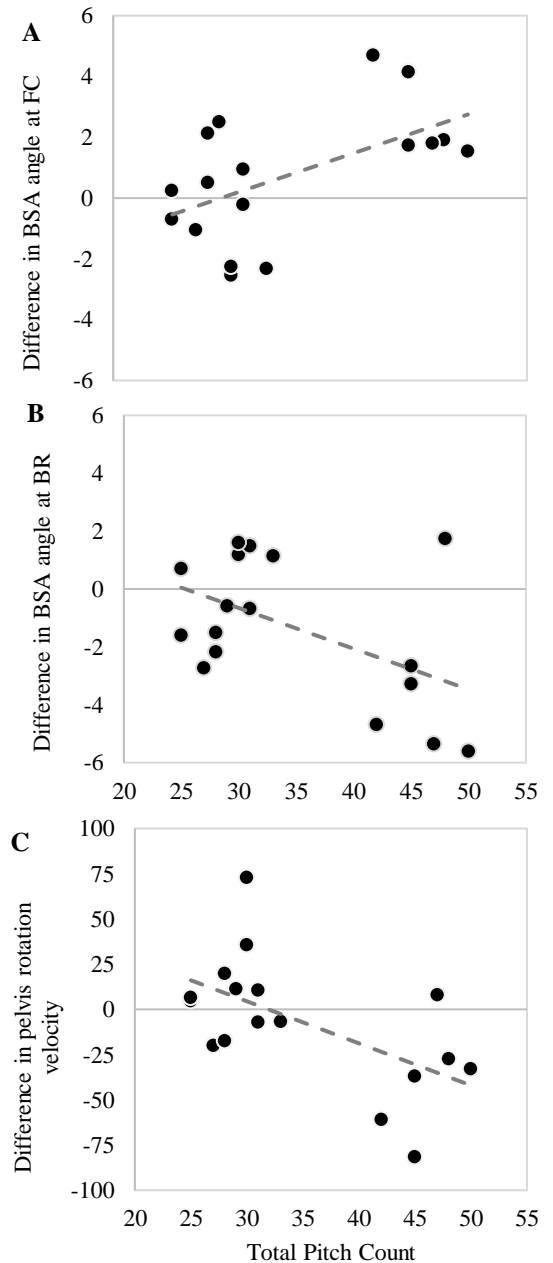 A
Difference in BSA angle at FC
6
4
2
0
-2
-4
-6
B
Difference in BSA angle at BR
6
4
2
0
-2
-4
-6
20 25 30 35 40 45 50 55
C
Difference in pelvis rotation
velocity
100
75
50
25
0
-25
-50
-75
-100
20 25 30 35 40 45 50 55
Total Pitch Count